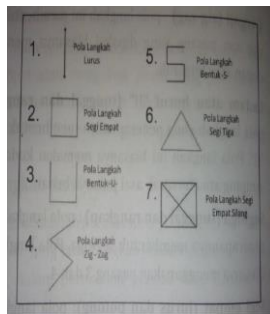 1. Pola Langkah
Lurus
2. Pola Langkah
Segi Empat
3. Pola Langkah
Bentuk-U-
4. Pola Langkah
Zig-Zag
5. Pola Langkah
Bentuk -S-
6. Pola Langkah
Segi Tiga
7. Pola Langkah Segi
Empat Silang